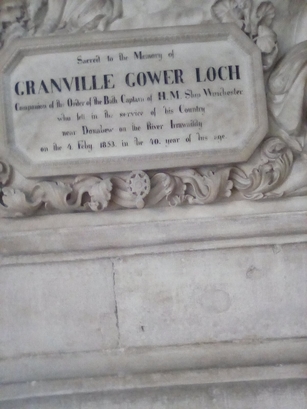 Sacred to the Memory of
GRANVILLE GOWER LOCH
Companion of the Order of the Bath, Captain of H.M. Ship Winchester
who fell in the service of his Country
near Donabew on the River Irrawaddy
on the 4 Feby. 1853. in the 40. year of his age